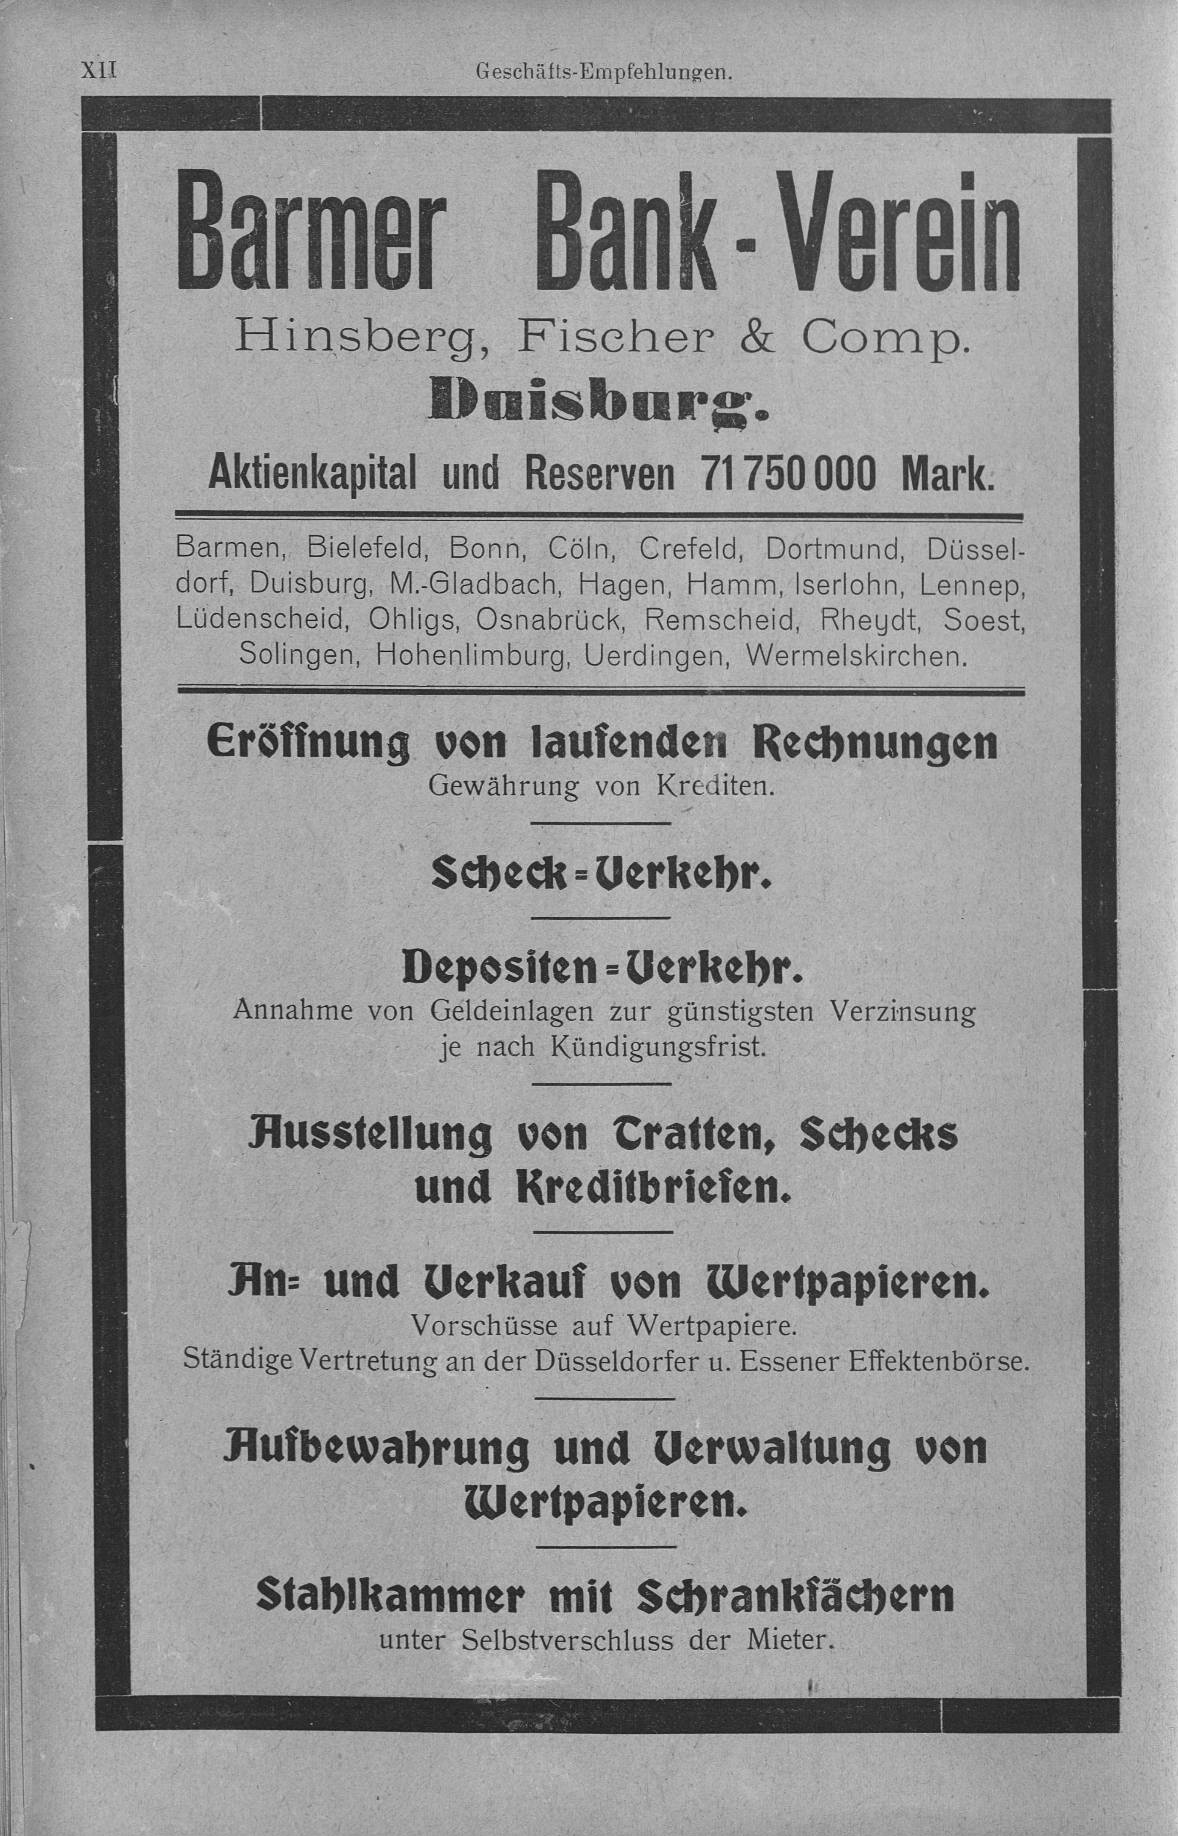 XII
Geschäfts-Empfehlungen.
Barmer Bank-Verein
Hinsberg, Fischer & Comp.
Duisburg.
Aktienkapital und Reserven 71 750 000 Mark.
Barmen, Bielefeld, Bonn, Cöln, Crefeld, Dortmund, Düssel-
dorf, Duisburg, M.-Gladbach, Hagen, Hamm, Iserlohn, Lennep,
Lüdenscheid, Ohligs, Osnabrück, Remscheid, Rheydt, Soest,
Solingen, Hohenlimburg, Uerdingen, Wermelskirchen.
Eröffnung von laufenden Rechnungen
Gewährung von Krediten.
Scheck-Verkehr.
Depositen-Verkehr.
Annahme von Geldeinlagen zur günstigsten Verzinsung
je nach Kündigungsfrist.
Ausstellung von Tratten, Schecks
und Kreditbriefen.
An- und Verkauf von Wertpapieren.
Vorschüsse auf Wertpapiere.
Ständige Vertretung an der Düsseldorfer u. Essener Effektenbörse.
Aufbewahrung und Verwaltung von
Wertpapieren.
Stahlkammer mit Schrankfächern
unter Selbstverschluss der Mieter.